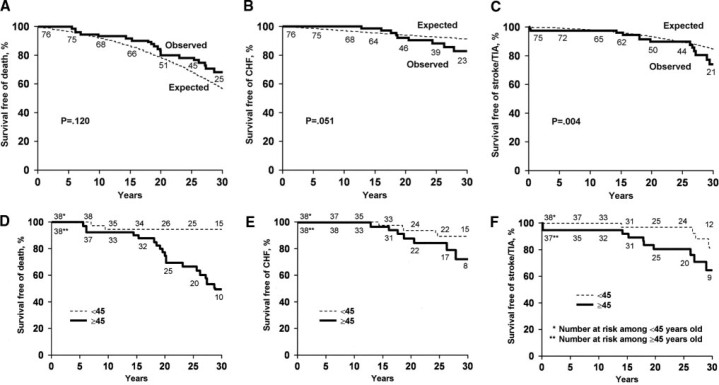 A
Survival free of death, %
100
80
60
40
20
0
Observed
Expected
76 75 68 66 51 45 25
P=.120
0 5 10 15 20 25 30
Years
B
Survival free of CHF, %
100
80
60
40
20
0
Expected
Observed
76 75 68 64 46 39 23
P=.051
0 5 10 15 20 25 30
Years
C
Survival free of stroke/TIA, %
100
80
60
40
20
0
Expected
Observed
75 72 65 62 50 44 21
P=.004
0 5 10 15 20 25 30
Years
D
Survival free of death, %
100
80
60
40
20
0
38* 38 35 34 26 25 15
38** 37 33 32 25 20 10
<45
≥45
0 5 10 15 20 25 30
Years
E
Survival free of CHF, %
100
80
60
40
20
0
38* 37 35 33 24 22 15
38** 38 33 31 22 17 8
<45
≥45
0 5 10 15 20 25 30
Years
F
Survival free of stroke/TIA, %
100
80
60
40
20
0
38* 37 33 31 25 24 12
37** 35 32 31 25 20 9
<45
≥45
* Number at risk among <45 years old
** Number at risk among ≥45 years old
0 5 10 15 20 25 30
Years